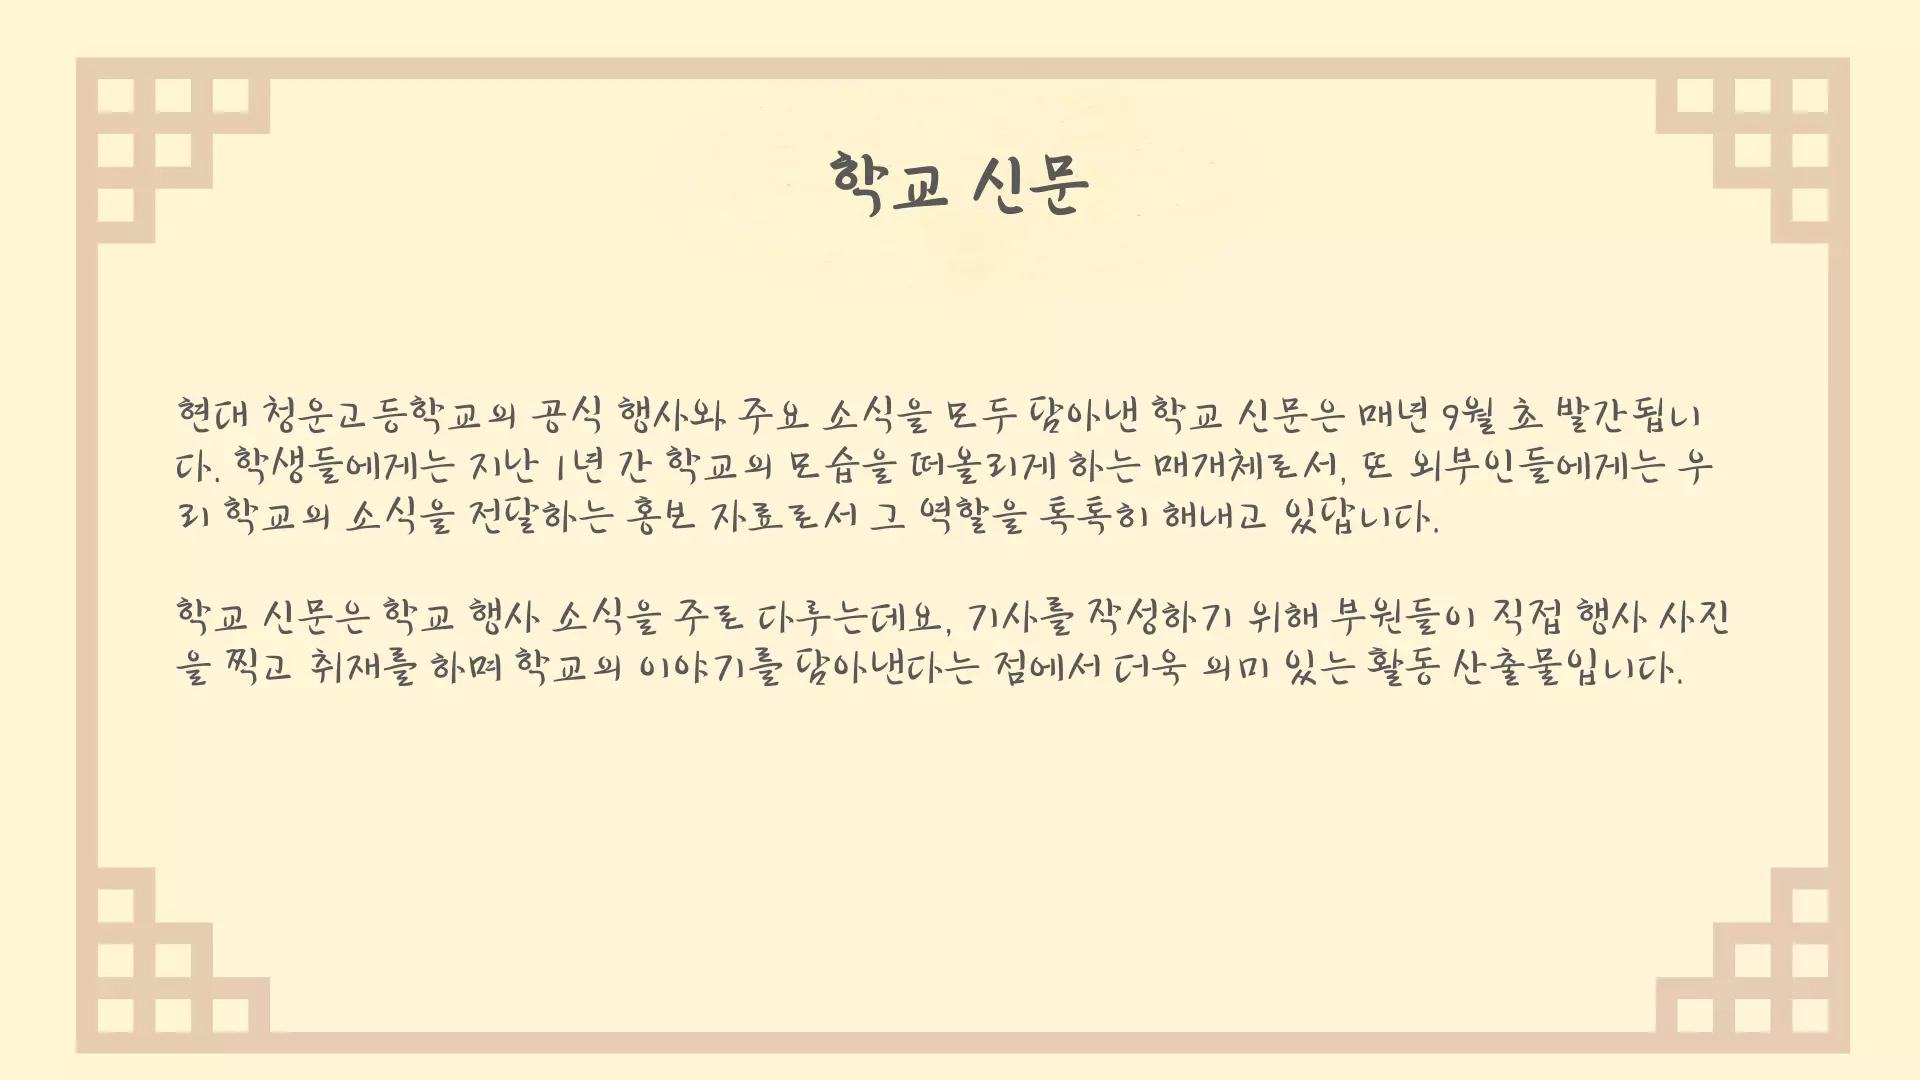 학교 신문
현대 청운고등학교의 공식 행사와 주요 소식을 모두 담아낸 학교 신문은 매년 9월 초 발간됩니
다. 학생들에게는 지난 1년 간 학교의 모습을 떠올리게 하는 매개체로서, 또 외부인들에게는 우
리 학교의 소식을 전달하는 홍보 자료로서 그 역할을 톡톡히 해내고 있답니다.
학교 신문은 학교 행사 소식을 주로 다루는데요, 기사를 작성하기 위해 부원들이 직접 행사 사진
을 찍고 취재를 하며 학교의 이야기를 담아낸다는 점에서 더욱 의미 있는 활동 산출물입니다.